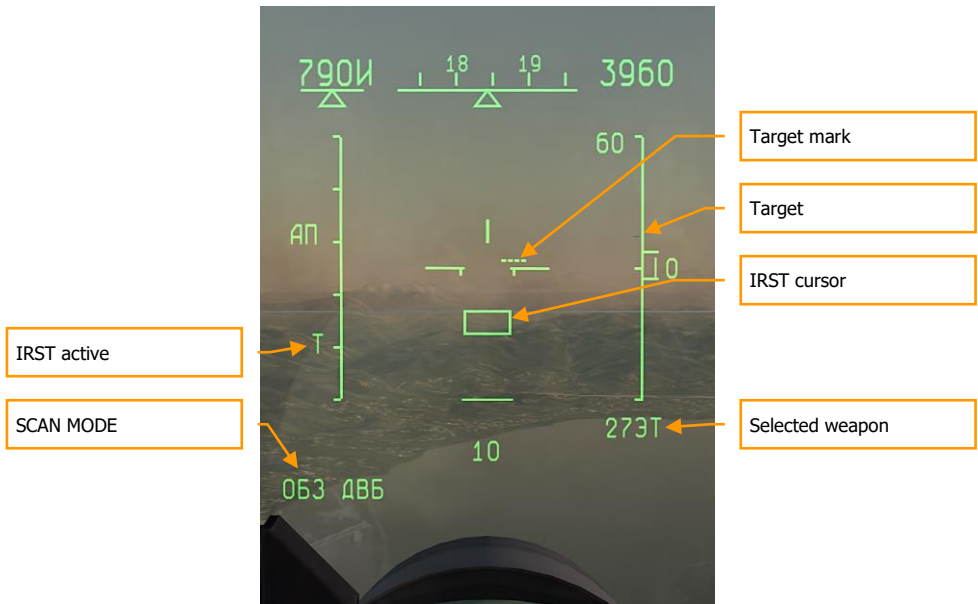 790И
18 19
3960
60
Target mark
Target
АП
0
IRST cursor
Т
IRST active
SCAN MODE
273Т
Selected weapon
10
ОБЗ ДВБ